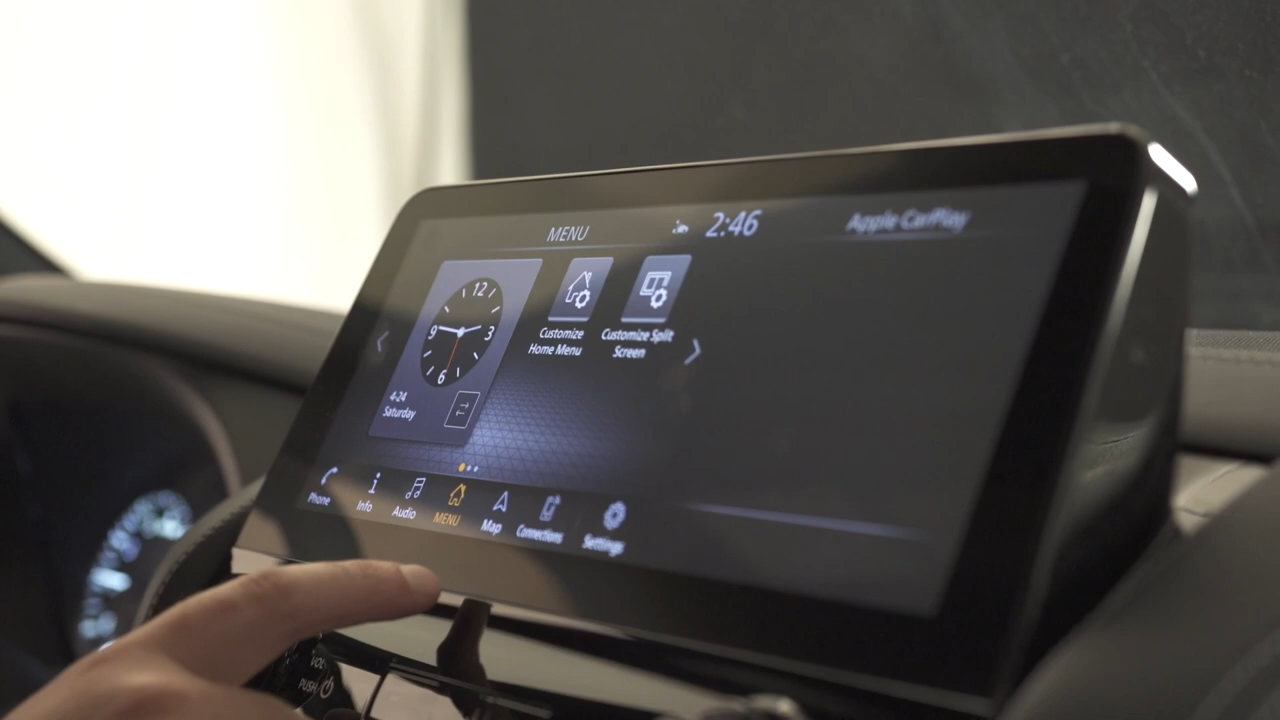 MENU
2:46
Apple CarPlay
12
9
3
6
4-24
Saturday
Customize
Home Menu
Customize Split
Screen
Phone
Info
Audio
MENU
Map
Connections
Settings
VOL
PUSH